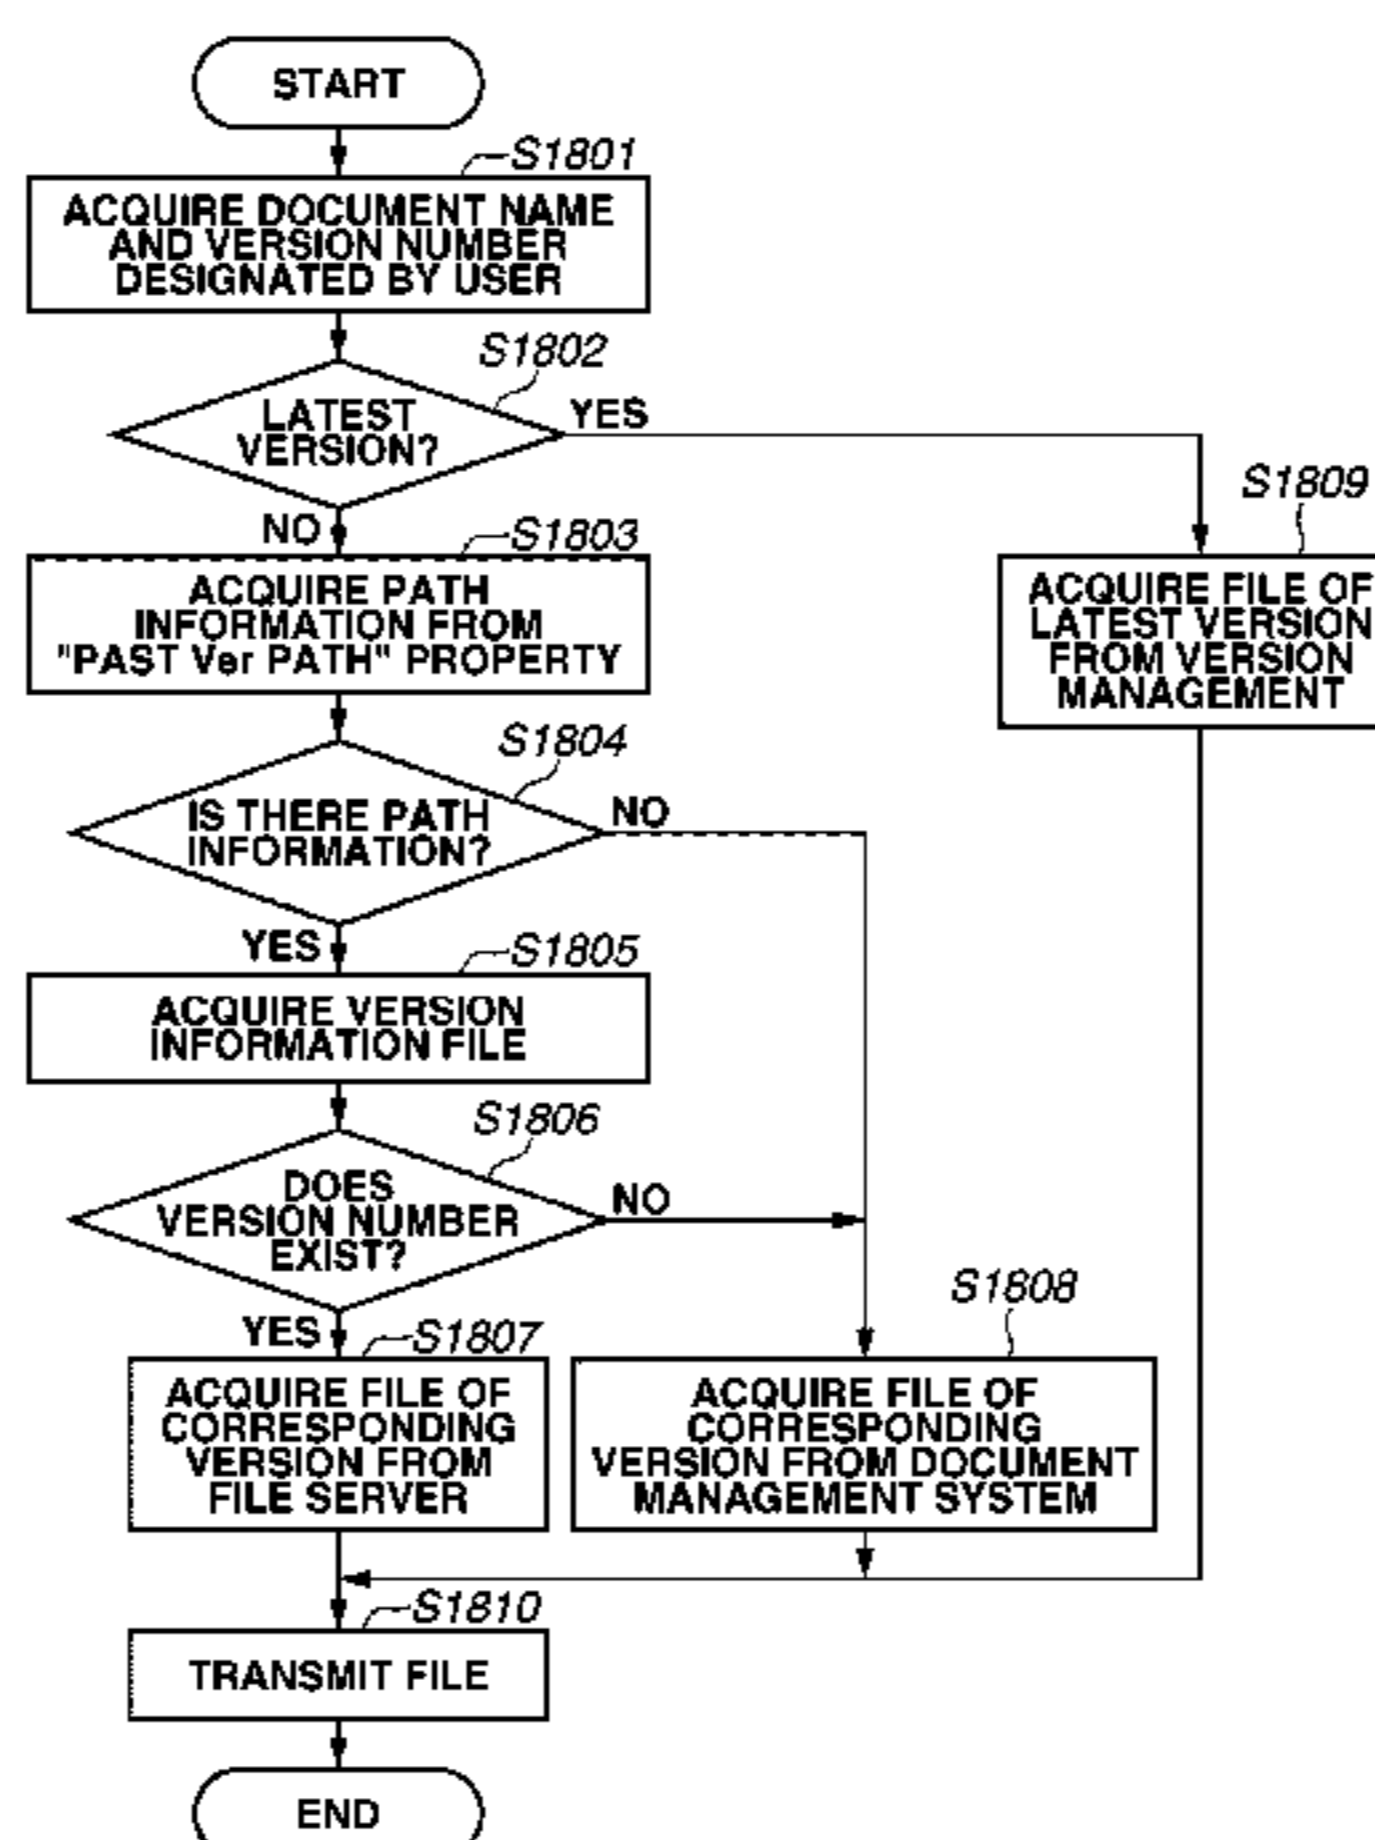 START
S1801
ACQUIRE DOCUMENT NAME
AND VERSION NUMBER
DESIGNATED BY USER
S1802
LATEST
VERSION?
YES
NO
S1809
ACQUIRE FILE OF
LATEST VERSION
FROM VERSION
MANAGEMENT
S1803
ACQUIRE PATH
INFORMATION FROM
"PAST Ver PATH" PROPERTY
S1804
IS THERE PATH
INFORMATION?
NO
YES
S1805
ACQUIRE VERSION
INFORMATION FILE
S1806
DOES
VERSION NUMBER
EXIST?
NO
YES
S1807
ACQUIRE FILE OF
CORRESPONDING
VERSION FROM
FILE SERVER
S1808
ACQUIRE FILE OF
CORRESPONDING
VERSION FROM DOCUMENT
MANAGEMENT SYSTEM
S1810
TRANSMIT FILE
END